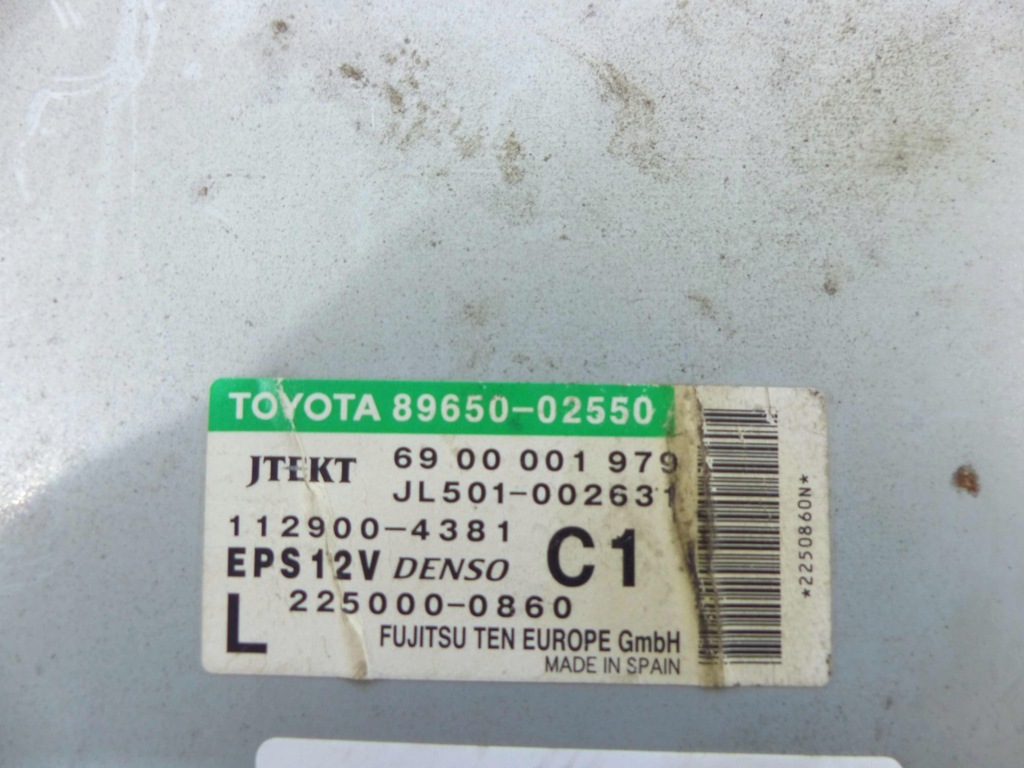 TOYOTA 89650-02550
JTEKT 69 00 001 979
JL501-002631
112900-4381
EPS12V DENSO C1
L 225000-0860
FUJITSU TEN EUROPE GmbH
MADE IN SPAIN
*2250860N*